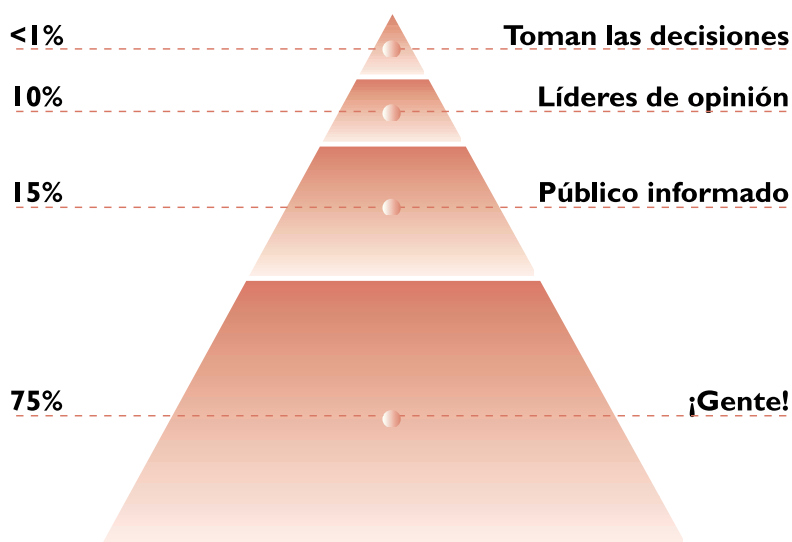 <1% Toman las decisiones
10% Líderes de opinión
15% Público informado
75% ¡Gente!